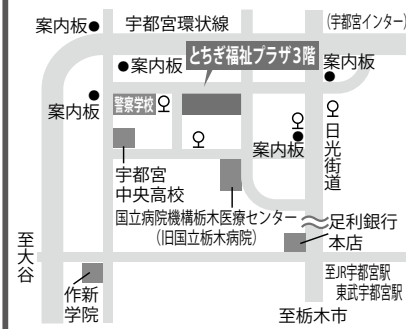 案内板● 宇都宮環状線 (宇都宮インター)
●案内板 とちぎ福祉プラザ3階 案内板
案内板 警察学校
案内板
日光街道
宇都宮
中央高校
国立病院機構栃木医療センター
(旧国立栃木病院)
足利銀行
本店
至大谷
作新
学院
至JR宇都宮駅
東武宇都宮駅
至栃木市